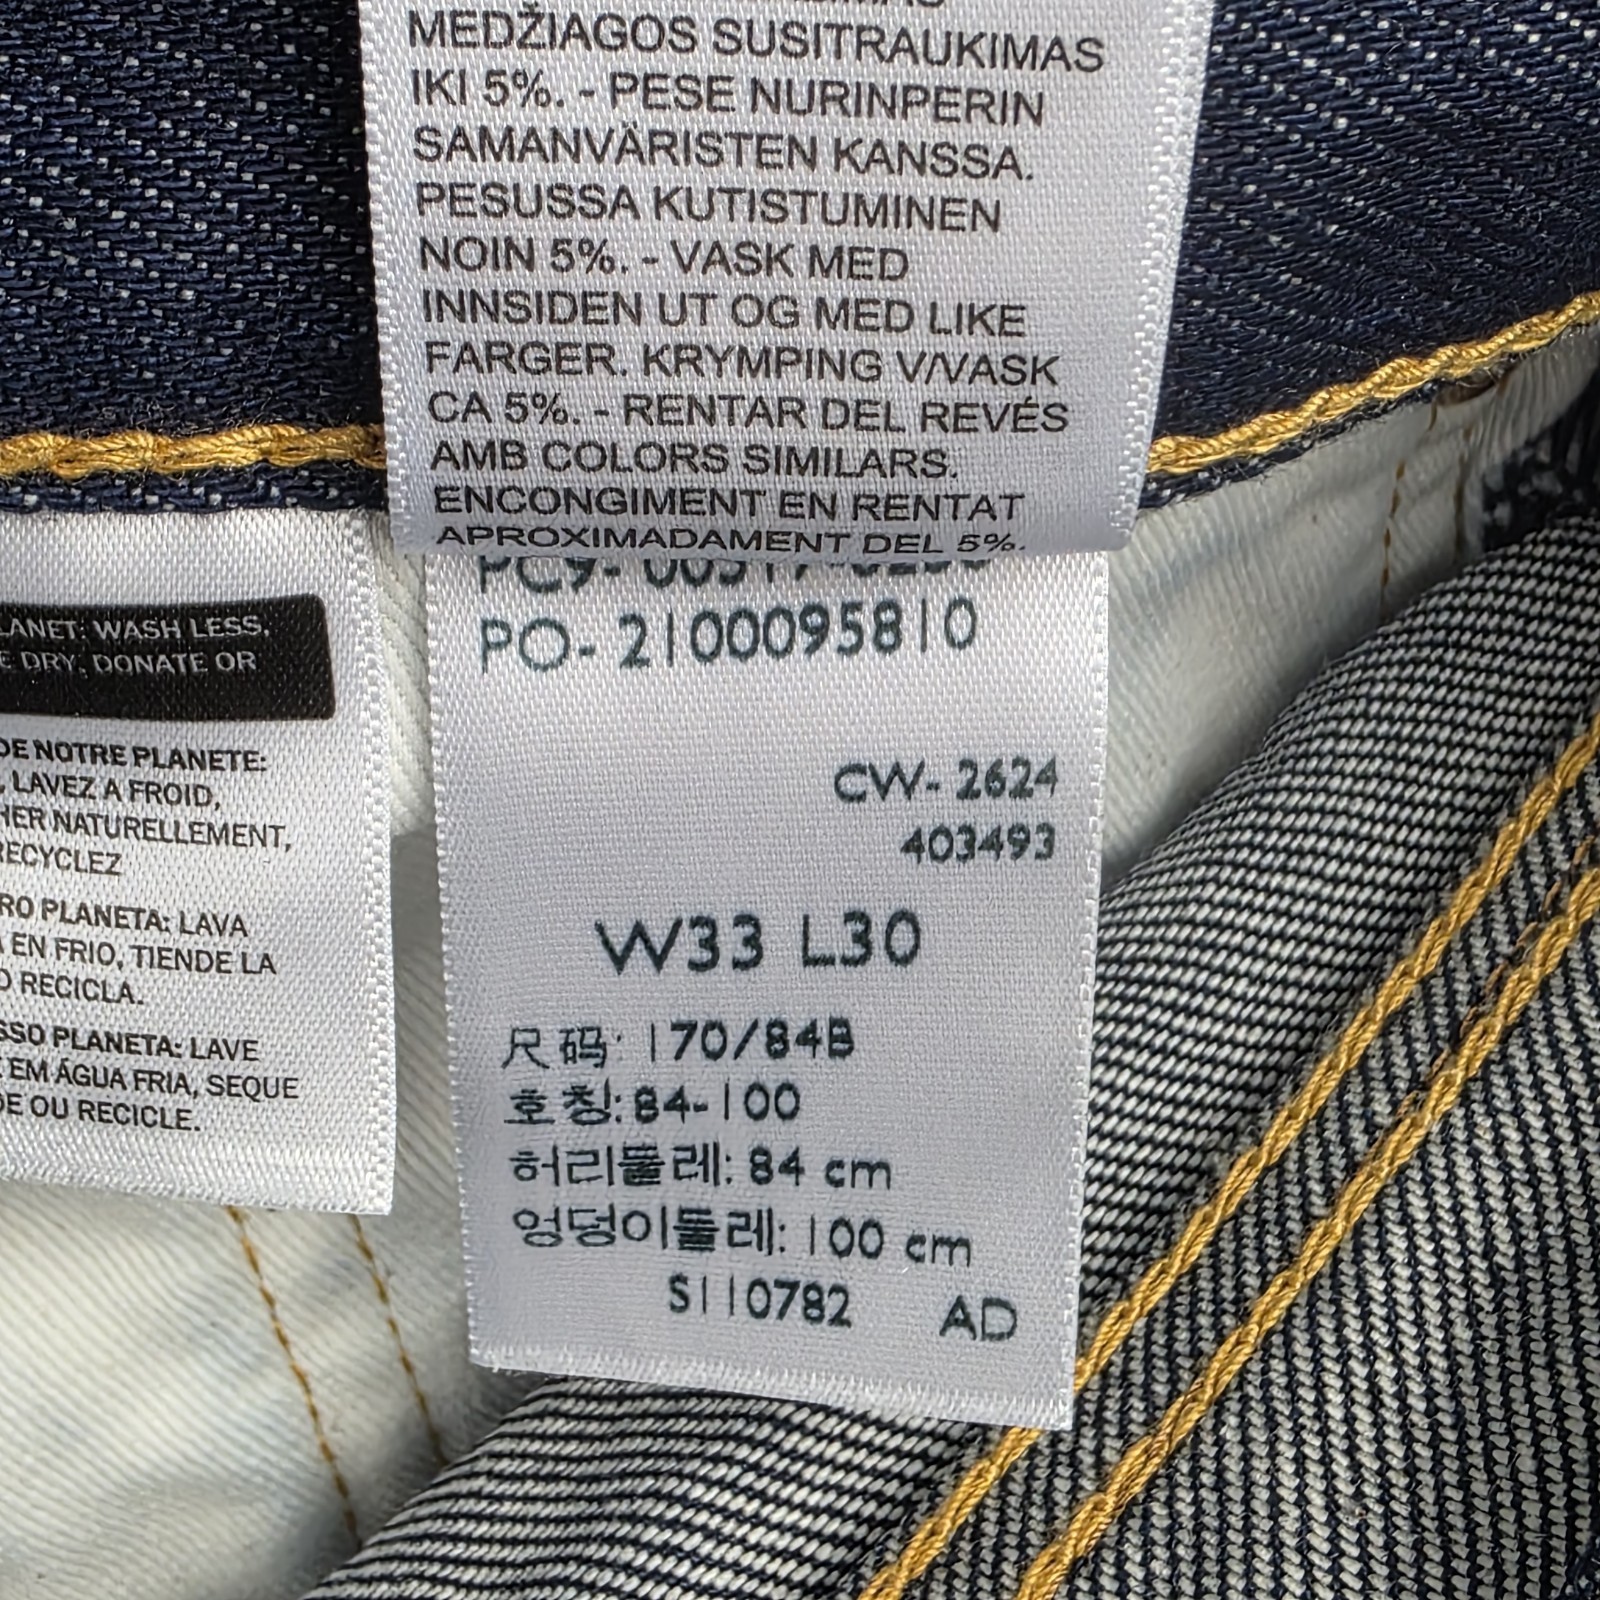 MEDŽIAGOS SUSITRAUKIMAS
IKI 5%. - PESE NURINPERIN
SAMANVÄRISTEN KANSSA.
PESUSSA KUTISTUMINEN
NOIN 5%. - VASK MED
INNSIDEN UT OG MED LIKE
FARGER. KRYMPING V/VASK
CA 5%. - RENTAR DEL REVÉS
AMB COLORS SIMILARS.
ENCONGIMENT EN RENTAT
APROXIMADAMENT DEL 5%.
PO- 2100095810
CW- 2624
403493
W33 L30
尺码: 170/84B
호칭: 84-100
허리둘레: 84 cm
엉덩이둘레: 100 cm
S110782 AD
LANET: WASH LESS,
E DRY, DONATE OR
DE NOTRE PLANETE:
, LAVEZ A FROID,
HER NATURELLEMENT,
RECYCLEZ
RO PLANETA: LAVA
A EN FRIO, TIENDE LA
O RECICLA.
SSO PLANETA: LAVE
E EM ÁGUA FRIA, SEQUE
DE OU RECICLE.